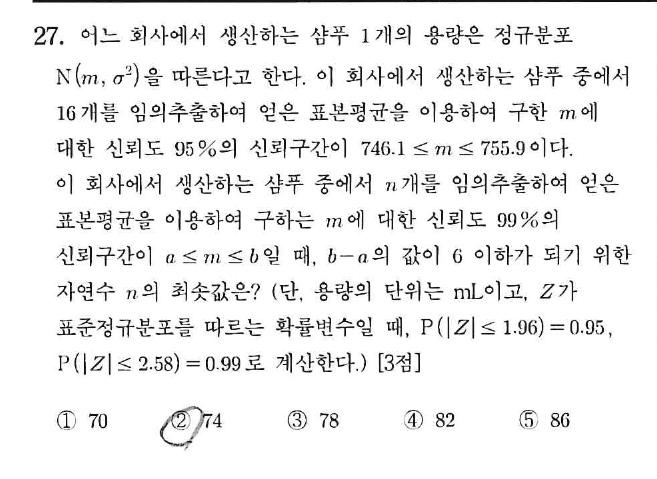 27. 어느 회사에서 생산하는 샴푸 1개의 용량은 정규분포
N(m, σ²)을 따른다고 한다. 이 회사에서 생산하는 샴푸 중에서
16개를 임의추출하여 얻은 표본평균을 이용하여 구한 m에
대한 신뢰도 95%의 신뢰구간이 746.1 ≤ m ≤ 755.9이다.
이 회사에서 생산하는 샴푸 중에서 n개를 임의추출하여 얻은
표본평균을 이용하여 구하는 m에 대한 신뢰도 99%의
신뢰구간이 a ≤ m ≤ b일 때, b-a의 값이 6 이하가 되기 위한
자연수 n의 최솟값은? (단, 용량의 단위는 mL이고, Z가
표준정규분포를 따르는 확률변수일 때, P(|Z| ≤ 1.96) = 0.95,
P(|Z| ≤ 2.58) = 0.99로 계산한다.) [3점]
① 70 ② 74 ③ 78 ④ 82 ⑤ 86